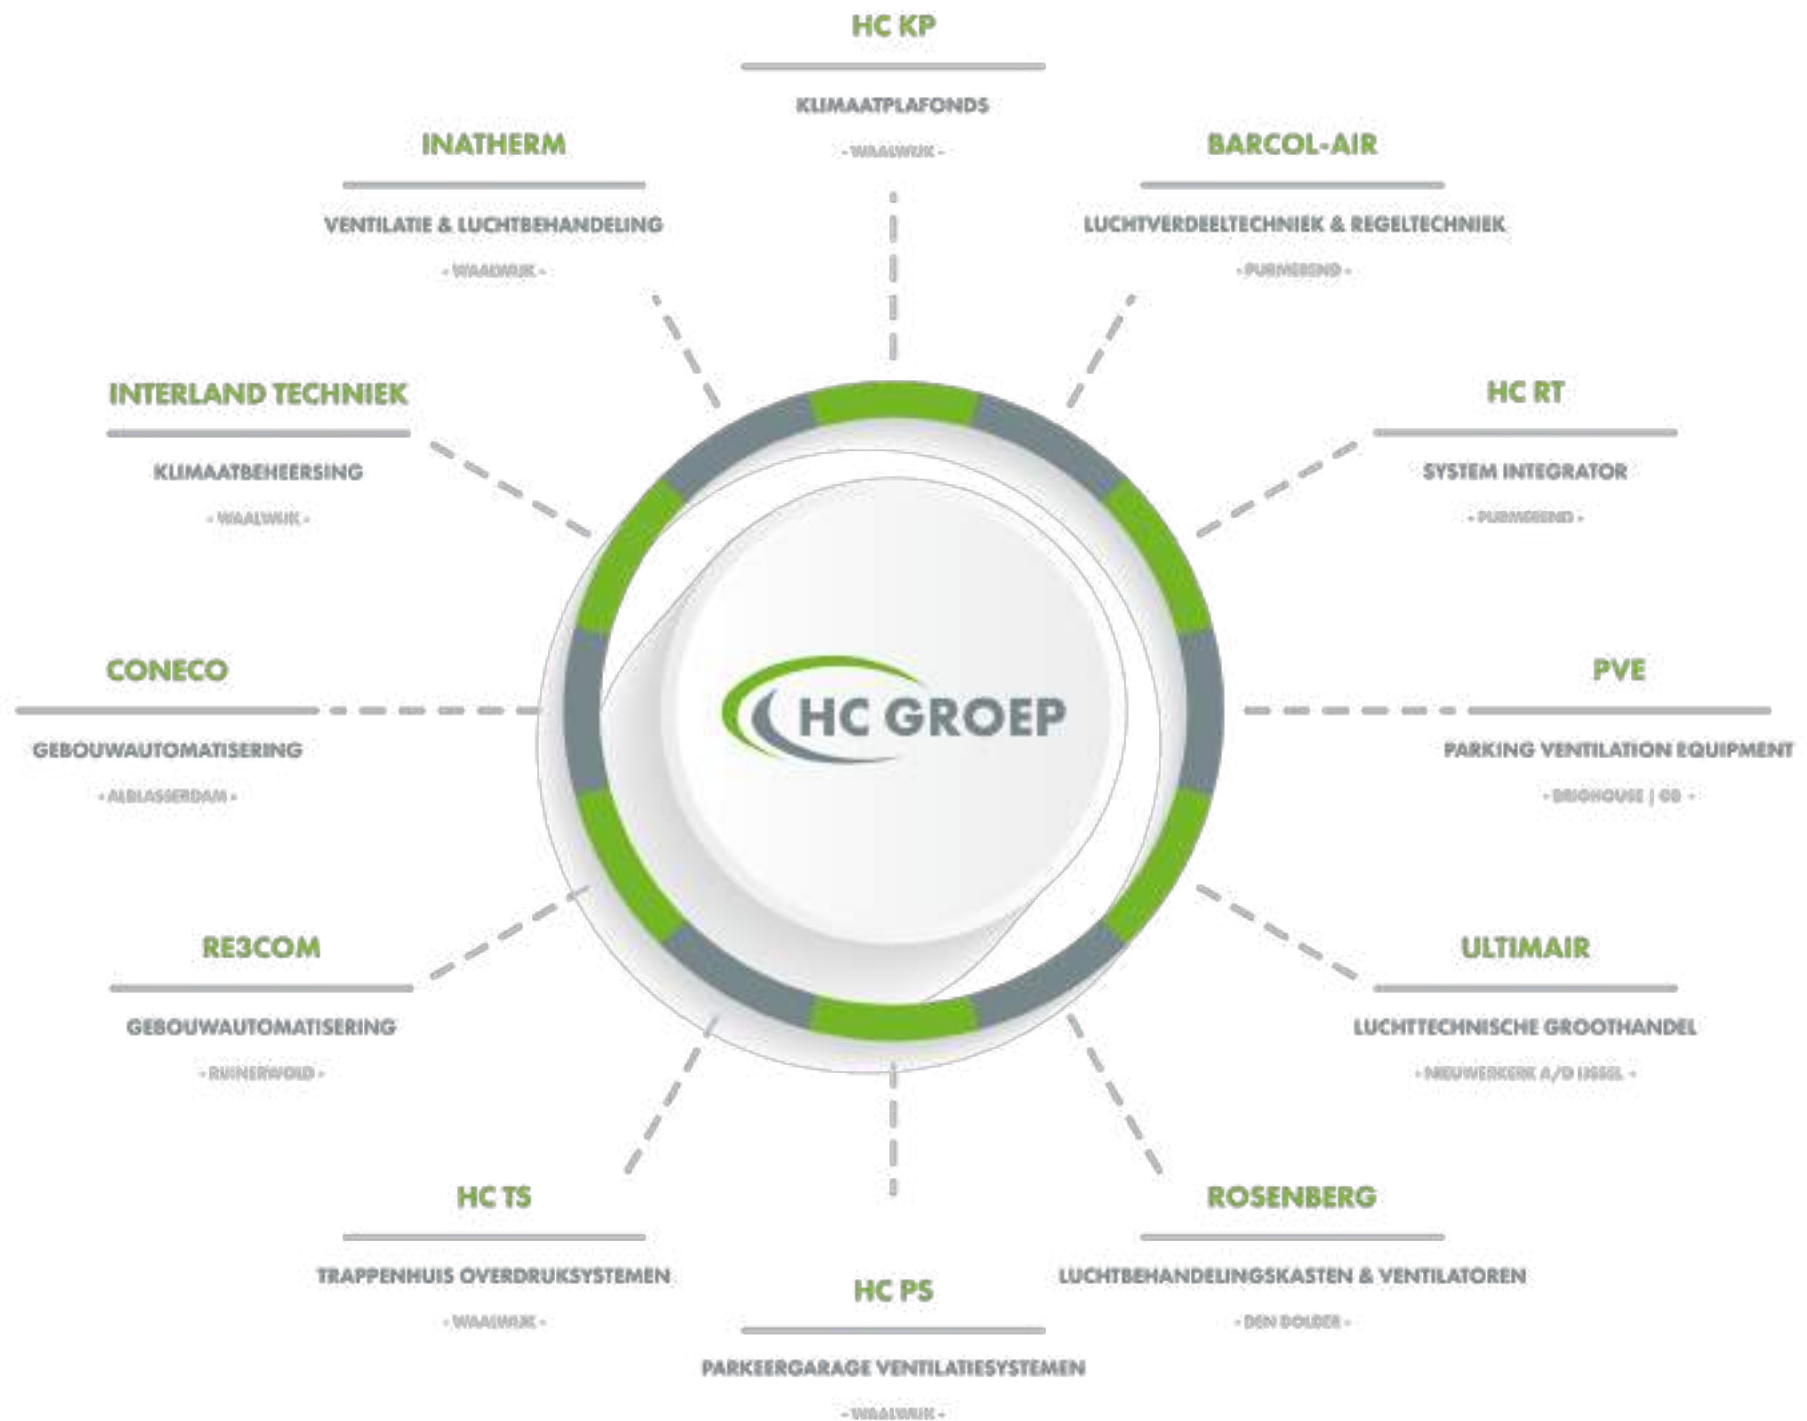 HC KP
KLIMAATPLAFONDS
- WAALWIJK -
BARCOL-AIR
LUCHTVERDEELTECHNIEK & REGELTECHNIEK
- PURMEREND -
HC RT
SYSTEM INTEGRATOR
- PURMEREND -
PVE
PARKING VENTILATION EQUIPMENT
- BRIGHOUSE | GB -
ULTIMAIR
LUCHTTECHNISCHE GROOTHANDEL
- NIEUWERKERK A/D IJSSEL -
ROSENBERG
LUCHTBEHANDELINGSKASTEN & VENTILATOREN
- DEN DOLDER -
HC PS
PARKEERGARAGE VENTILATIESYSTEMEN
- WAALWIJK -
HC TS
TRAPPENHUIS OVERDRUKSYSTEMEN
- WAALWIJK -
RE3COM
GEBOUWAUTOMATISERING
- RUINERWOLD -
CONECO
GEBOUWAUTOMATISERING
- ALBLASSERDAM -
INTERLAND TECHNIEK
KLIMAATBEHEERSING
- WAALWIJK -
INATHERM
VENTILATIE & LUCHTBEHANDELING
- WAALWIJK -
HC GROEP